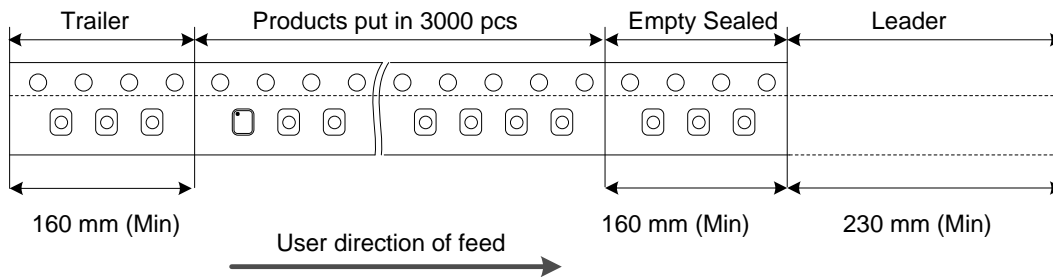 Trailer
Products put in 3000 pcs
Empty Sealed
Leader
160 mm (Min)
160 mm (Min)
230 mm (Min)
User direction of feed